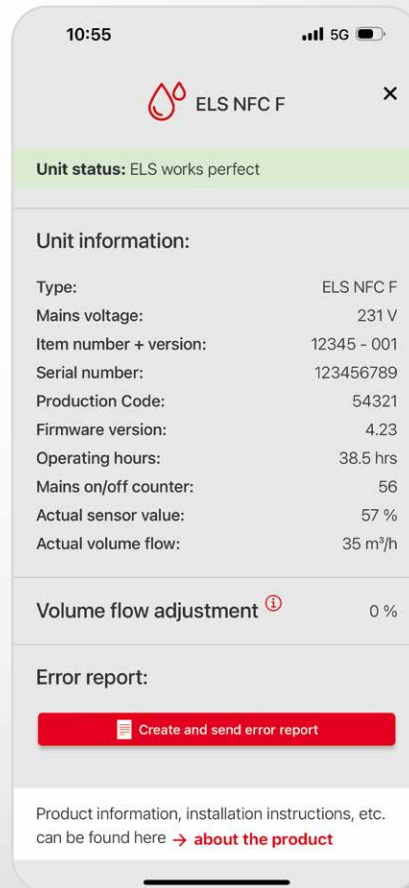 10:55 5G
ELS NFC F ×
Unit status: ELS works perfect
Unit information:
Type: ELS NFC F
Mains voltage: 231 V
Item number + version: 12345 - 001
Serial number: 123456789
Production Code: 54321
Firmware version: 4.23
Operating hours: 38.5 hrs
Mains on/off counter: 56
Actual sensor value: 57 %
Actual volume flow: 35 m³/h
Volume flow adjustment i 0 %
Error report:
Create and send error report
Product information, installation instructions, etc.
can be found here → about the product